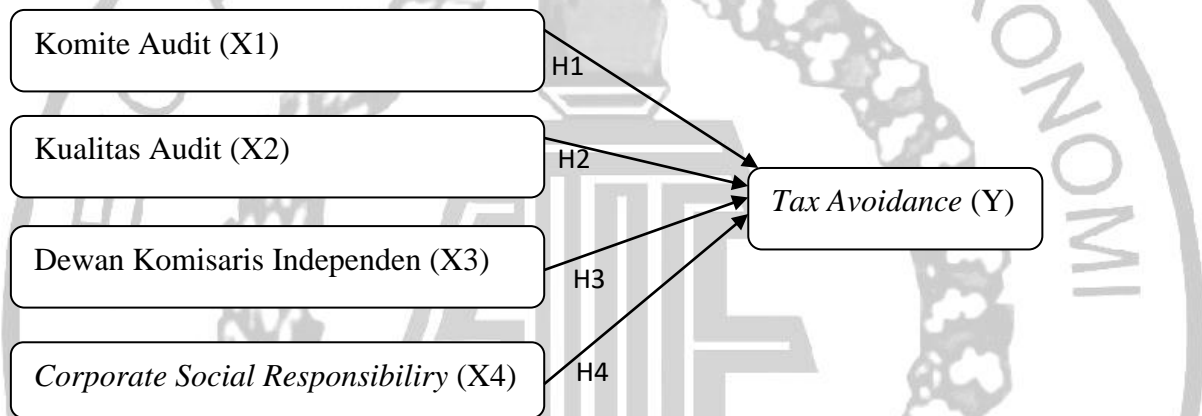 Komite Audit (X1)
H1
Kualitas Audit (X2)
H2
Tax Avoidance (Y)
Dewan Komisaris Independen (X3)
H3
Corporate Social Responsibiliry (X4)
H4
KONOMI